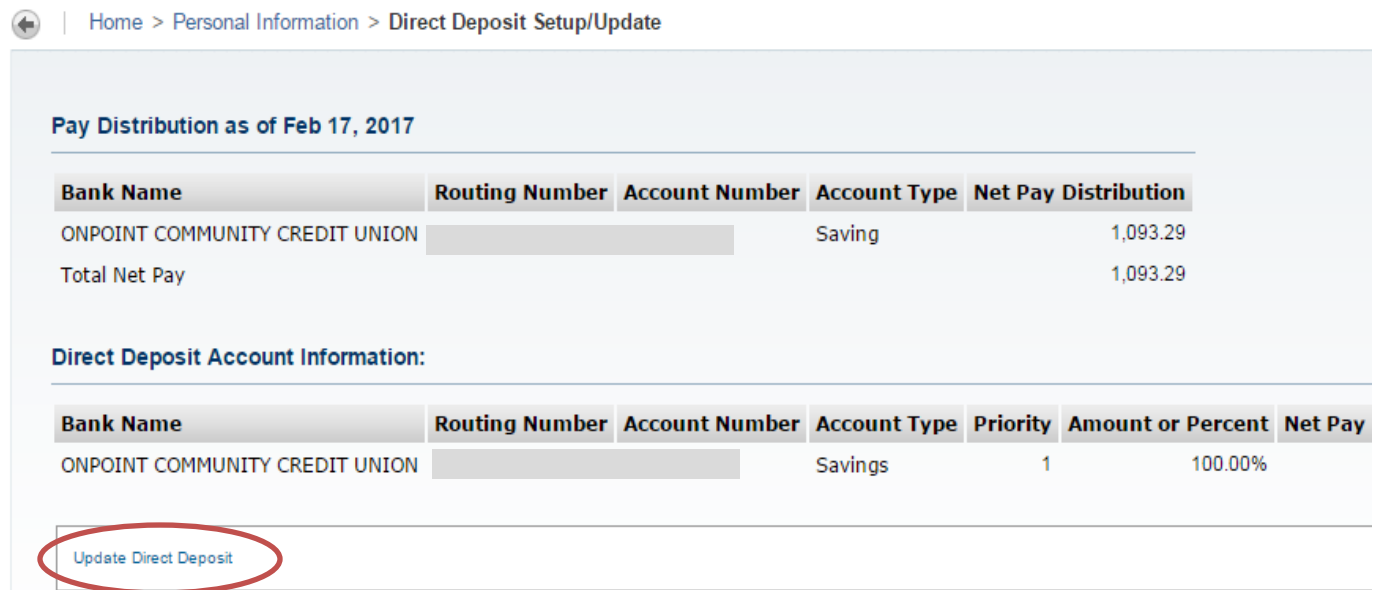 Home > Personal Information > Direct Deposit Setup/Update
Pay Distribution as of Feb 17, 2017
Bank Name Routing Number Account Number Account Type Net Pay Distribution
ONPOINT COMMUNITY CREDIT UNION Saving 1,093.29
Total Net Pay 1,093.29
Direct Deposit Account Information:
Bank Name Routing Number Account Number Account Type Priority Amount or Percent Net Pay
ONPOINT COMMUNITY CREDIT UNION Savings 1 100.00%
Update Direct Deposit